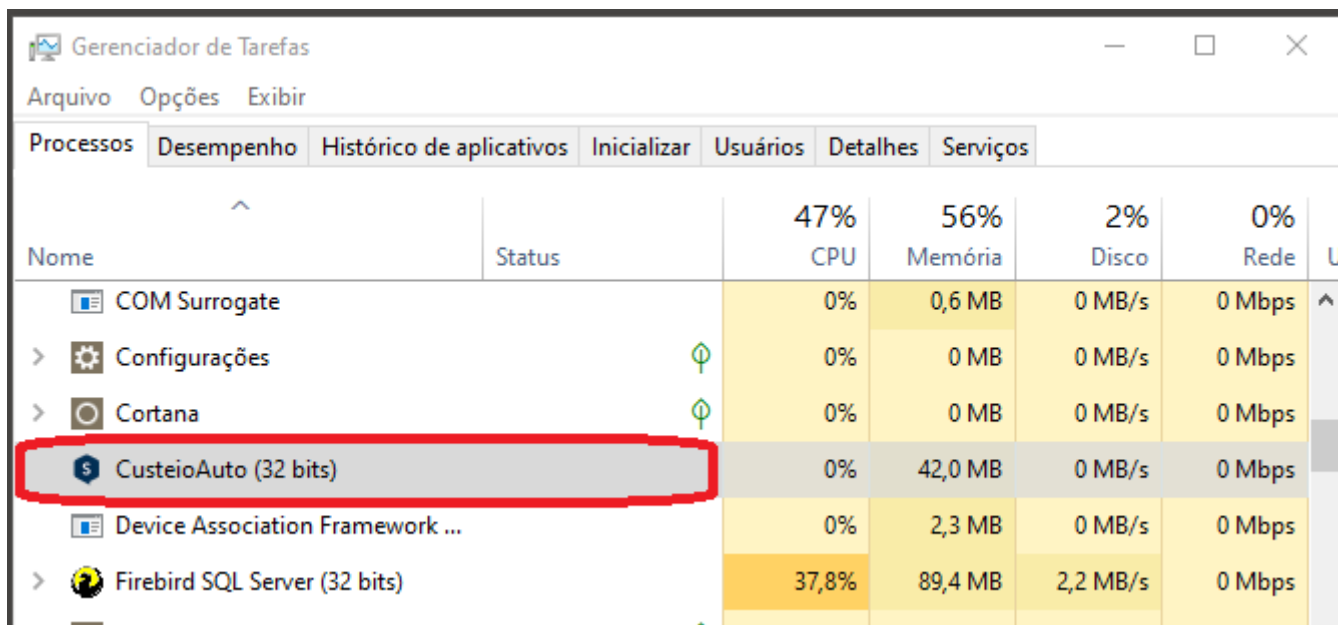 Gerenciador de Tarefas
Arquivo Opções Exibir
Processos Desempenho Histórico de aplicativos Inicializar Usuários Detalhes Serviços
47% 56% 2% 0%
Nome Status CPU Memória Disco Rede
COM Surrogate 0% 0,6 MB 0 MB/s 0 Mbps
Configurações 0% 0 MB 0 MB/s 0 Mbps
Cortana 0% 0 MB 0 MB/s 0 Mbps
CusteioAuto (32 bits) 0% 42,0 MB 0 MB/s 0 Mbps
Device Association Framework ... 0% 2,3 MB 0 MB/s 0 Mbps
Firebird SQL Server (32 bits) 37,8% 89,4 MB 2,2 MB/s 0 Mbps